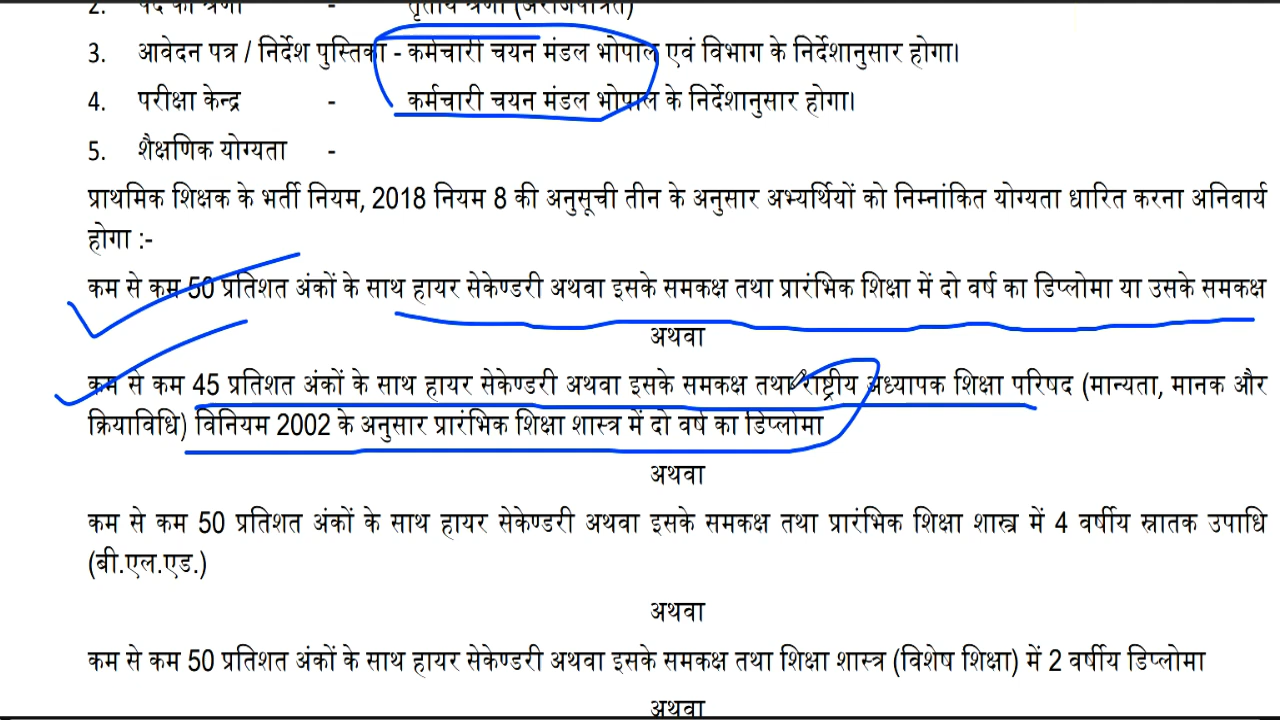 2. पद की श्रेणी - तृतीय श्रेणी (अराजपत्रित)
3. आवेदन पत्र / निर्देश पुस्तिका - कर्मचारी चयन मंडल भोपाल एवं विभाग के निर्देशानुसार होगा।
4. परीक्षा केन्द्र - कर्मचारी चयन मंडल भोपाल के निर्देशानुसार होगा।
5. शैक्षणिक योग्यता -
प्राथमिक शिक्षक के भर्ती नियम, 2018 नियम 8 की अनुसूची तीन के अनुसार अभ्यर्थियों को निम्नांकित योग्यता धारित करना अनिवार्य
होगा :-
कम से कम 50 प्रतिशत अंकों के साथ हायर सेकेण्डरी अथवा इसके समकक्ष तथा प्रारंभिक शिक्षा में दो वर्ष का डिप्लोमा या उसके समकक्ष
अथवा
कम से कम 45 प्रतिशत अंकों के साथ हायर सेकेण्डरी अथवा इसके समकक्ष तथा राष्ट्रीय अध्यापक शिक्षा परिषद (मान्यता, मानक और
क्रियाविधि) विनियम 2002 के अनुसार प्रारंभिक शिक्षा शास्त्र में दो वर्ष का डिप्लोमा
अथवा
कम से कम 50 प्रतिशत अंकों के साथ हायर सेकेण्डरी अथवा इसके समकक्ष तथा प्रारंभिक शिक्षा शास्त्र में 4 वर्षीय स्नातक उपाधि
(बी.एल.एड.)
अथवा
कम से कम 50 प्रतिशत अंकों के साथ हायर सेकेण्डरी अथवा इसके समकक्ष तथा शिक्षा शास्त्र (विशेष शिक्षा) में 2 वर्षीय डिप्लोमा
अथवा